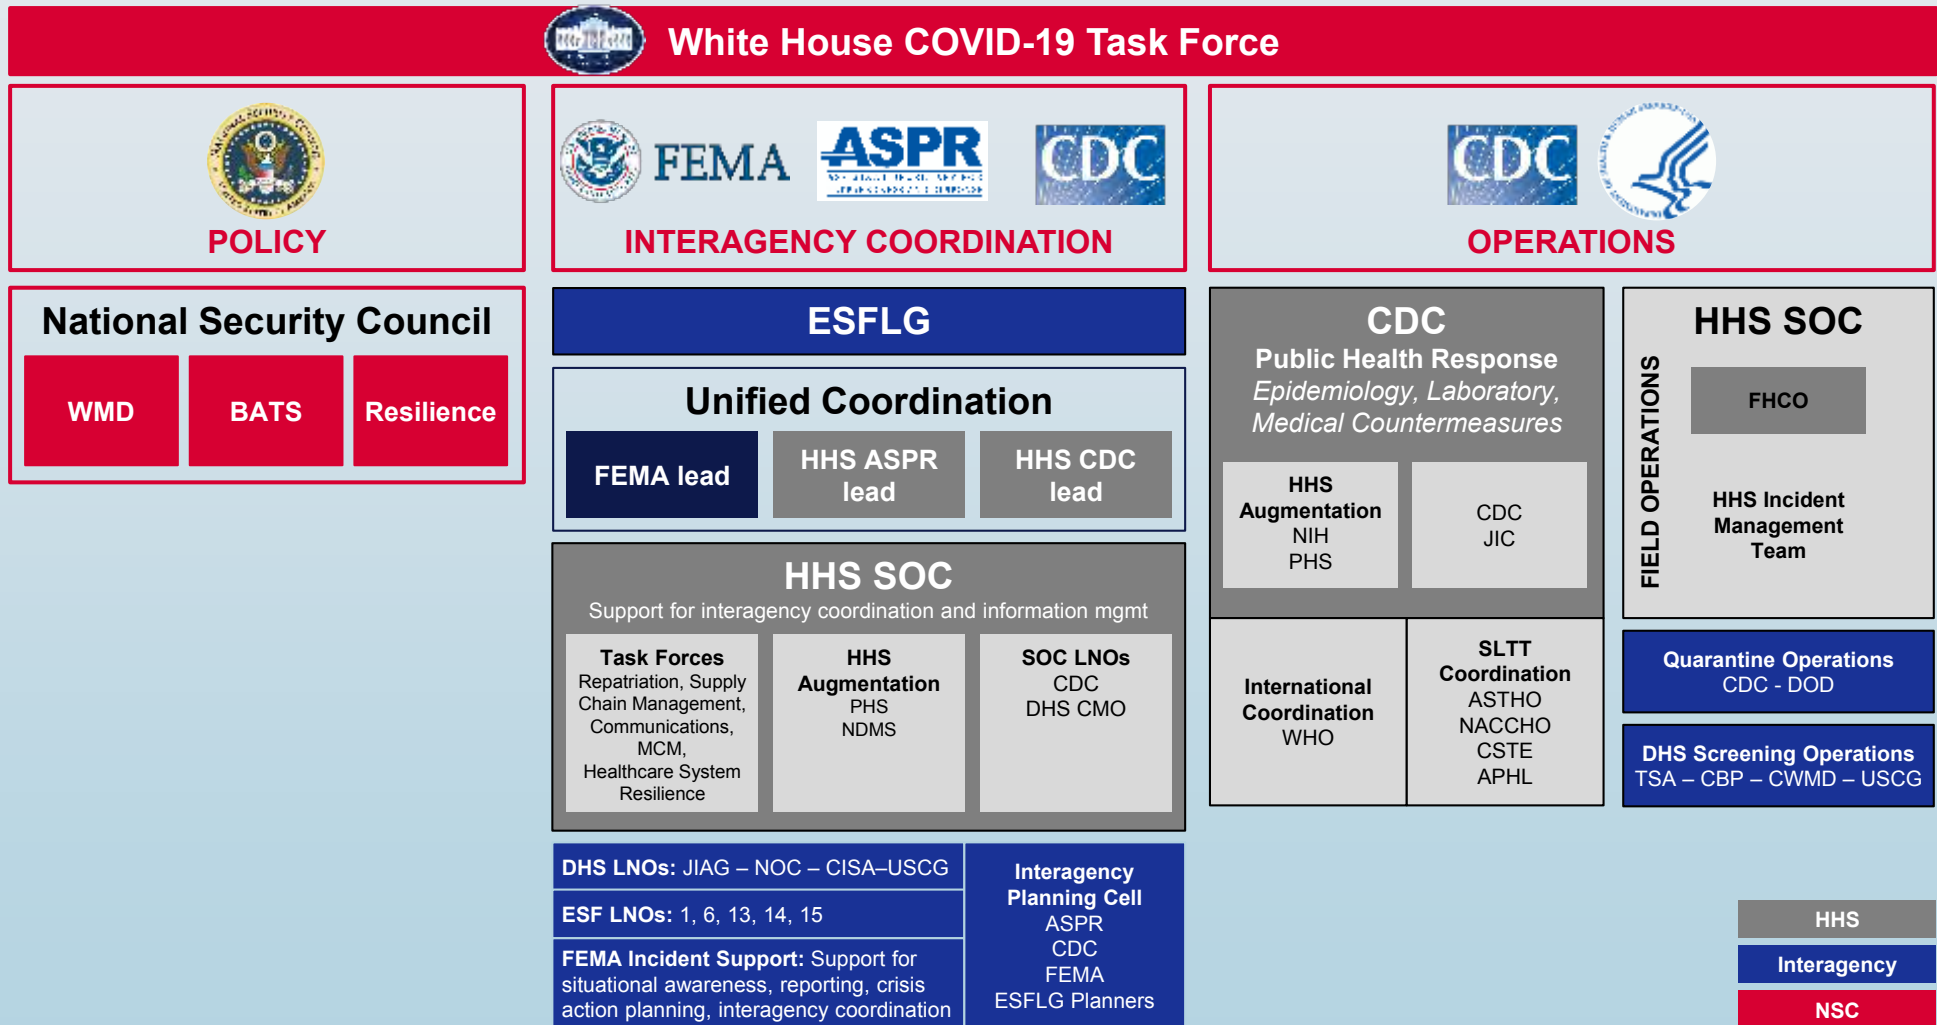 White House COVID-19 Task Force
POLICY
FEMA
ASPR
CDC
INTERAGENCY COORDINATION
CDC
OPERATIONS
National Security Council
WMD
BATS
Resilience
ESFLG
Unified Coordination
FEMA lead
HHS ASPR
lead
HHS CDC
lead
HHS SOC
Support for interagency coordination and information mgmt
Task Forces
Repatriation, Supply
Chain Management,
Communications,
MCM,
Healthcare System
Resilience
HHS
Augmentation
PHS
NDMS
SOC LNOs
CDC
DHS CMO
DHS LNOs: JIAG – NOC – CISA–USCG
ESF LNOs: 1, 6, 13, 14, 15
FEMA Incident Support: Support for
situational awareness, reporting, crisis
action planning, interagency coordination
Interagency
Planning Cell
ASPR
CDC
FEMA
ESFLG Planners
CDC
Public Health Response
Epidemiology, Laboratory,
Medical Countermeasures
HHS
Augmentation
NIH
PHS
CDC
JIC
International
Coordination
WHO
SLTT
Coordination
ASTHO
NACCHO
CSTE
APHL
HHS SOC
FIELD OPERATIONS
FHCO
HHS Incident
Management
Team
Quarantine Operations
CDC - DOD
DHS Screening Operations
TSA – CBP – CWMD – USCG
HHS
Interagency
NSC